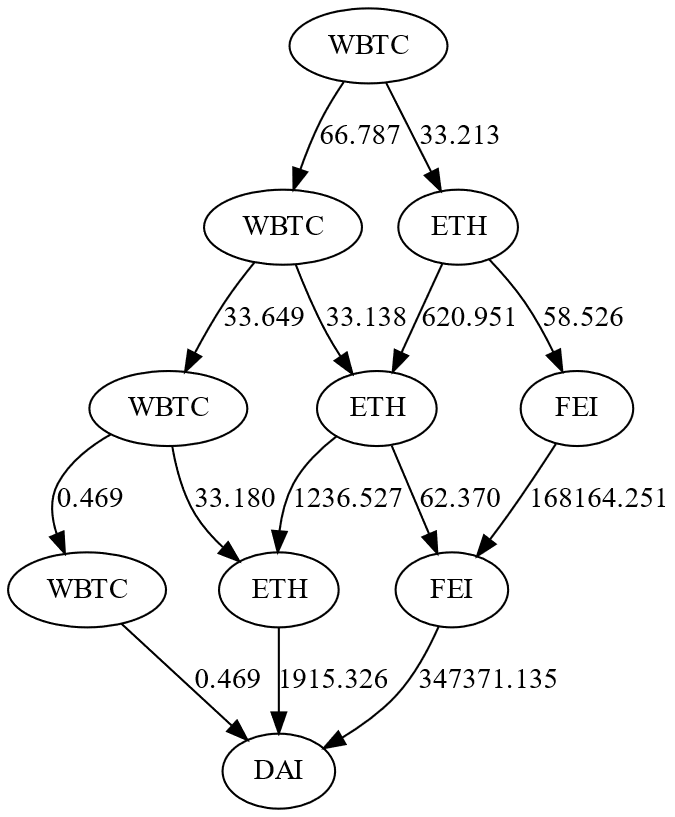 WBTC
66.787 33.213
WBTC ETH
33.649 33.138 620.951 58.526
WBTC ETH FEI
0.469 33.180 1236.527 62.370 168164.251
WBTC ETH FEI
0.469 1915.326 347371.135
DAI